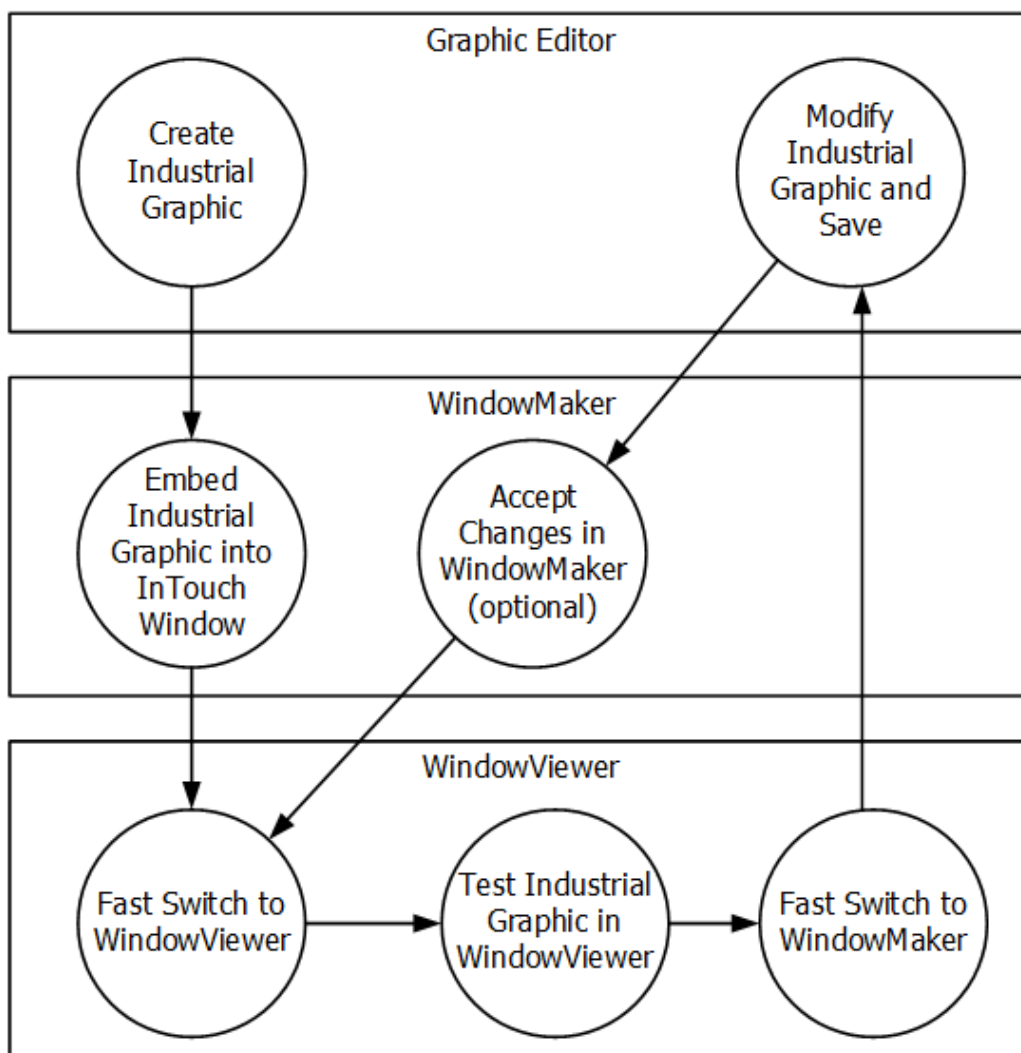 Graphic Editor
Create
Industrial
Graphic
Modify
Industrial
Graphic and
Save
WindowMaker
Embed
Industrial
Graphic into
InTouch
Window
Accept
Changes in
WindowMaker
(optional)
WindowViewer
Fast Switch to
WindowViewer
Test Industrial
Graphic in
WindowViewer
Fast Switch to
WindowMaker